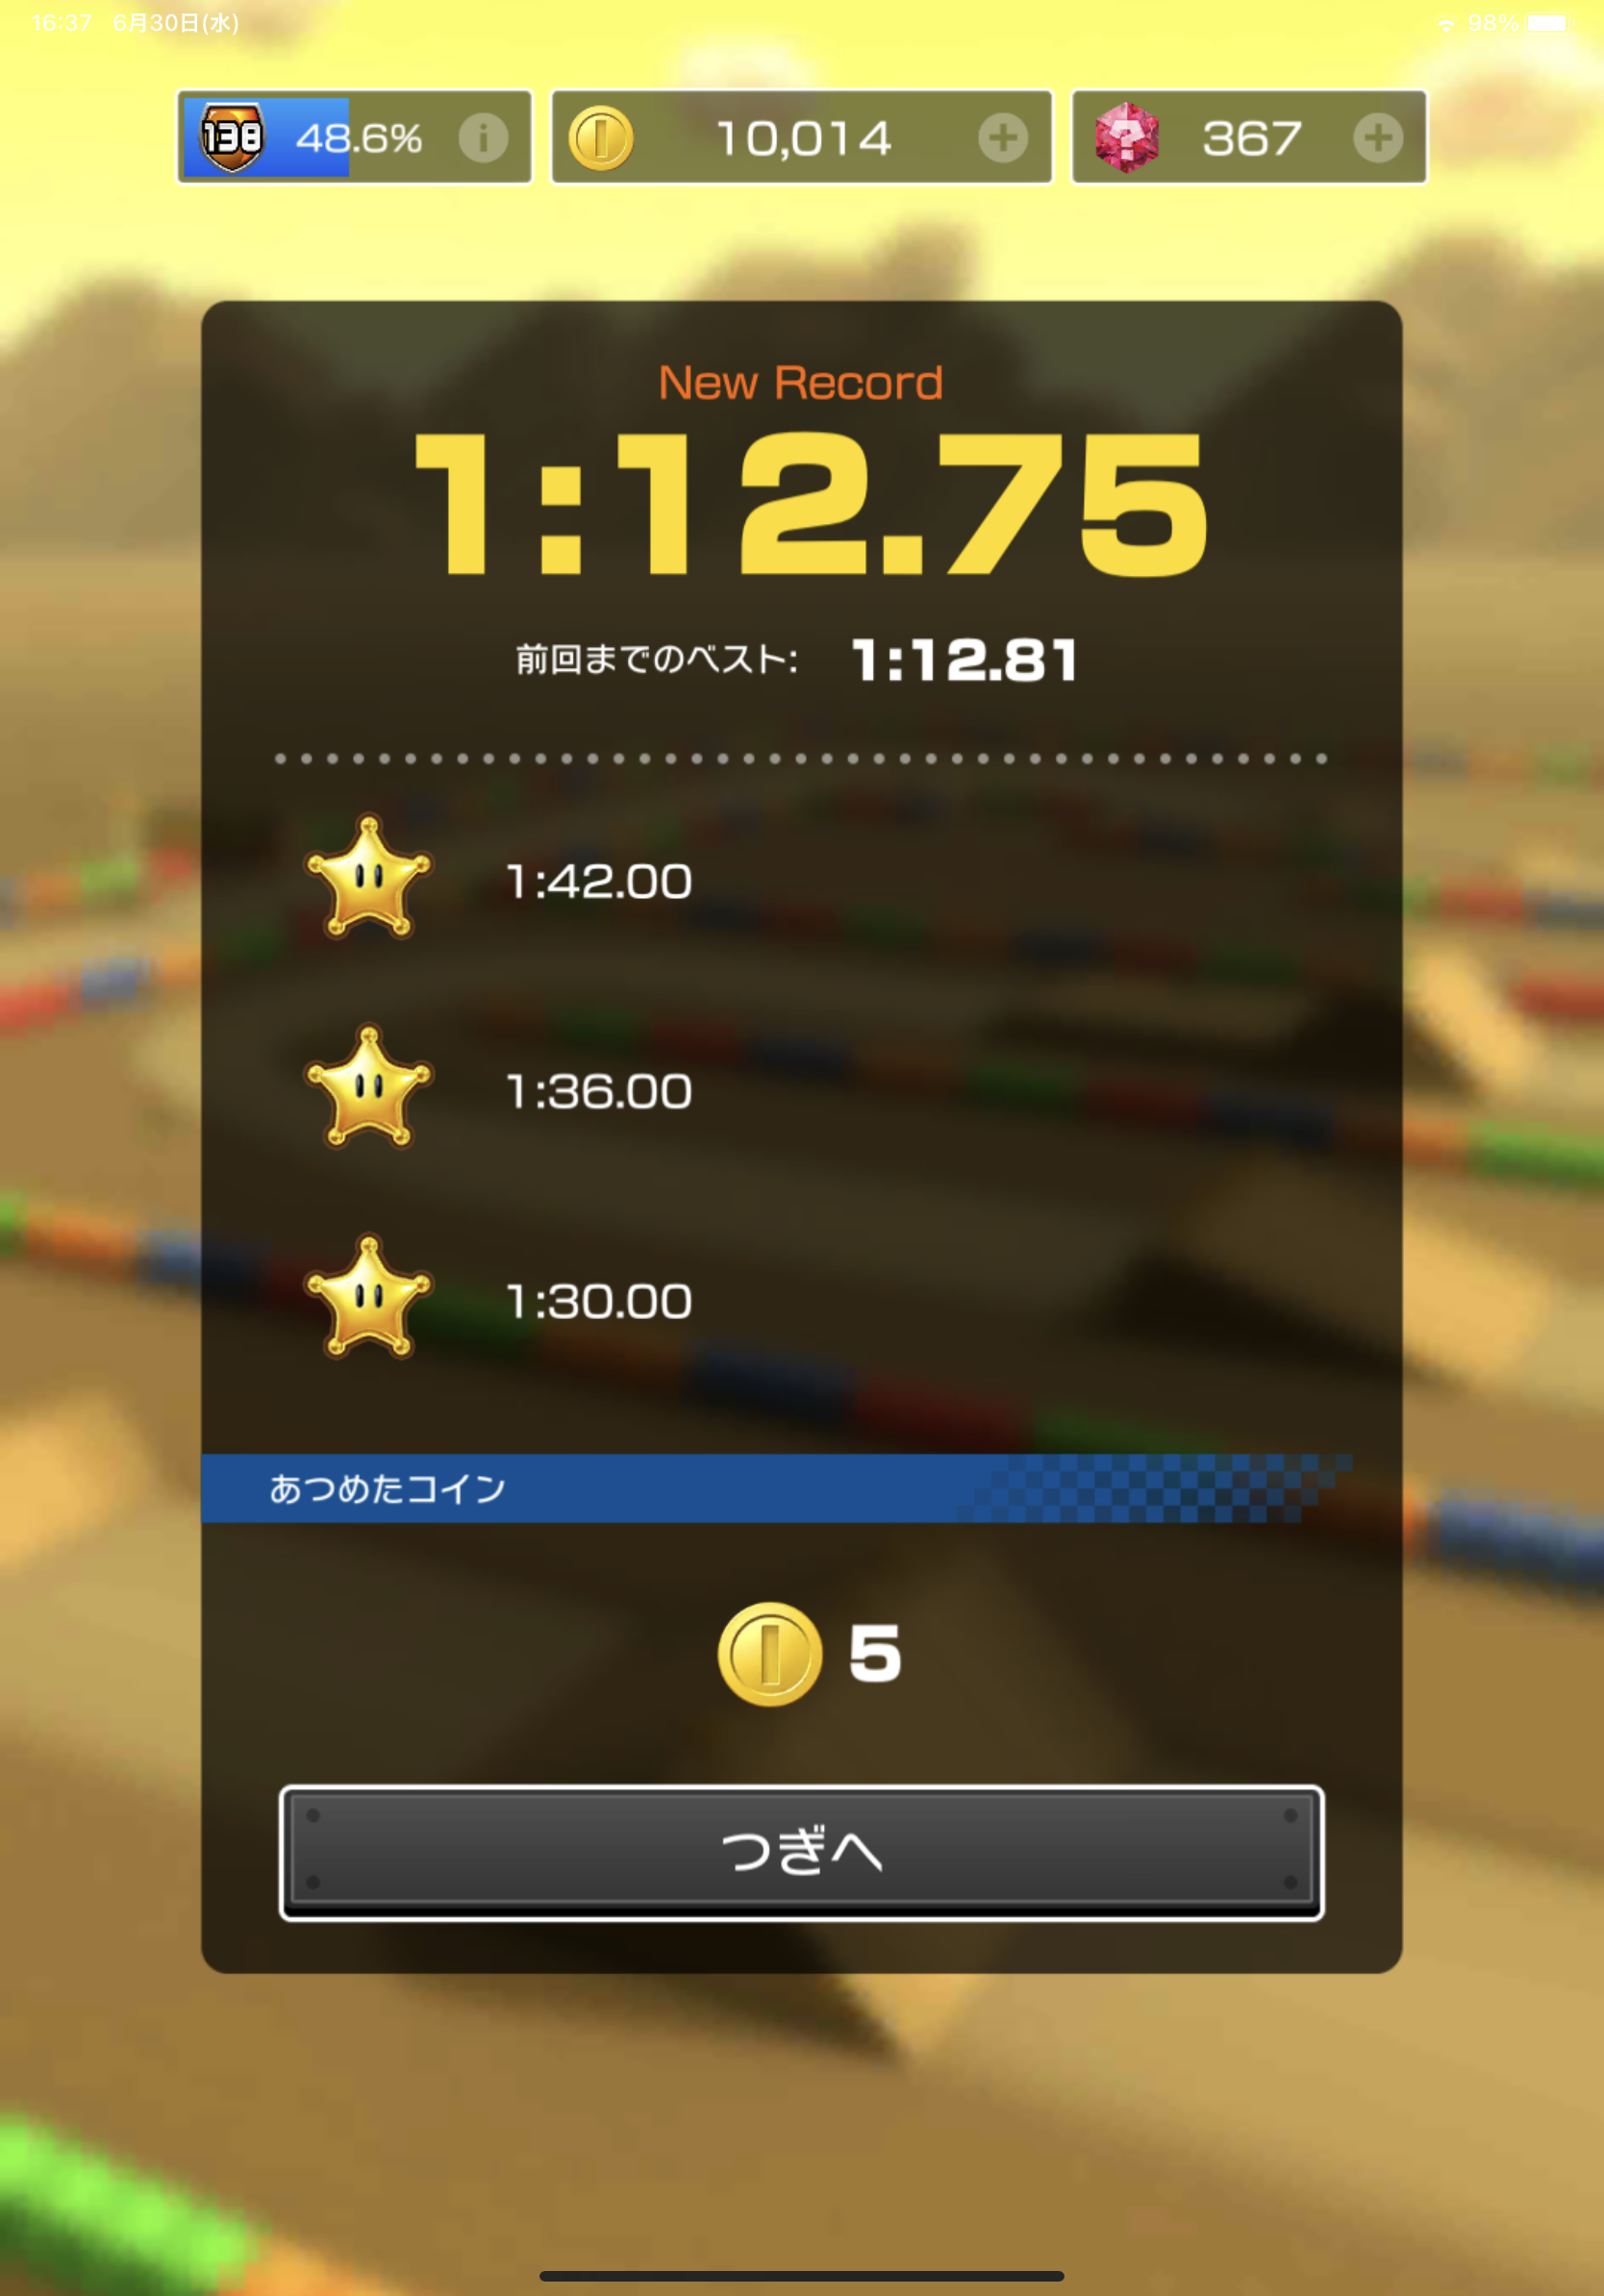 16:37 6月30日(水) 98%
138 48.6% 10,014 367
New Record
1:12.75
前回までのベスト: 1:12.81
1:42.00
1:36.00
1:30.00
あつめたコイン
5
つぎへ